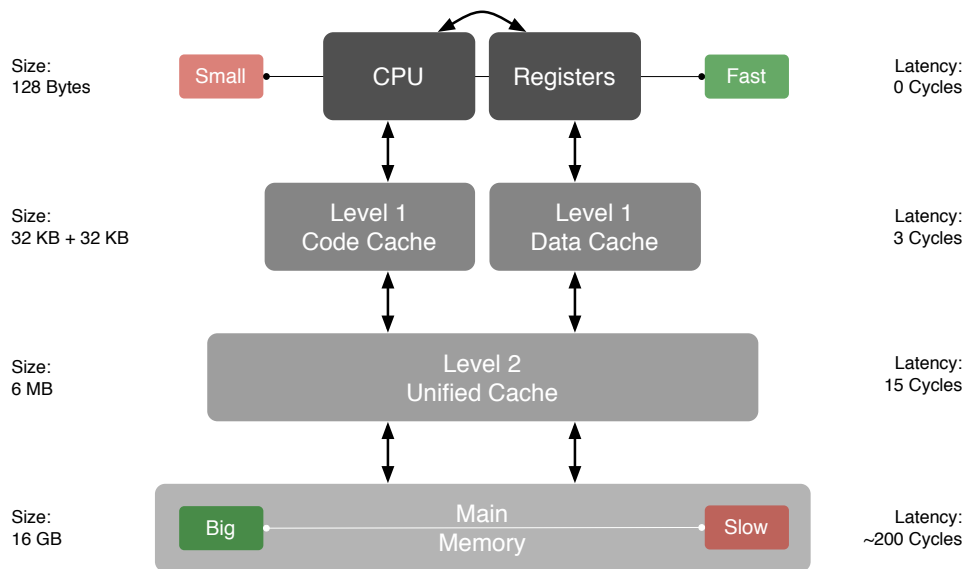 Size:
128 Bytes
Small
CPU
Registers
Fast
Latency:
0 Cycles
Size:
32 KB + 32 KB
Level 1
Code Cache
Level 1
Data Cache
Latency:
3 Cycles
Size:
6 MB
Level 2
Unified Cache
Latency:
15 Cycles
Size:
16 GB
Big
Main
Memory
Slow
Latency:
~200 Cycles